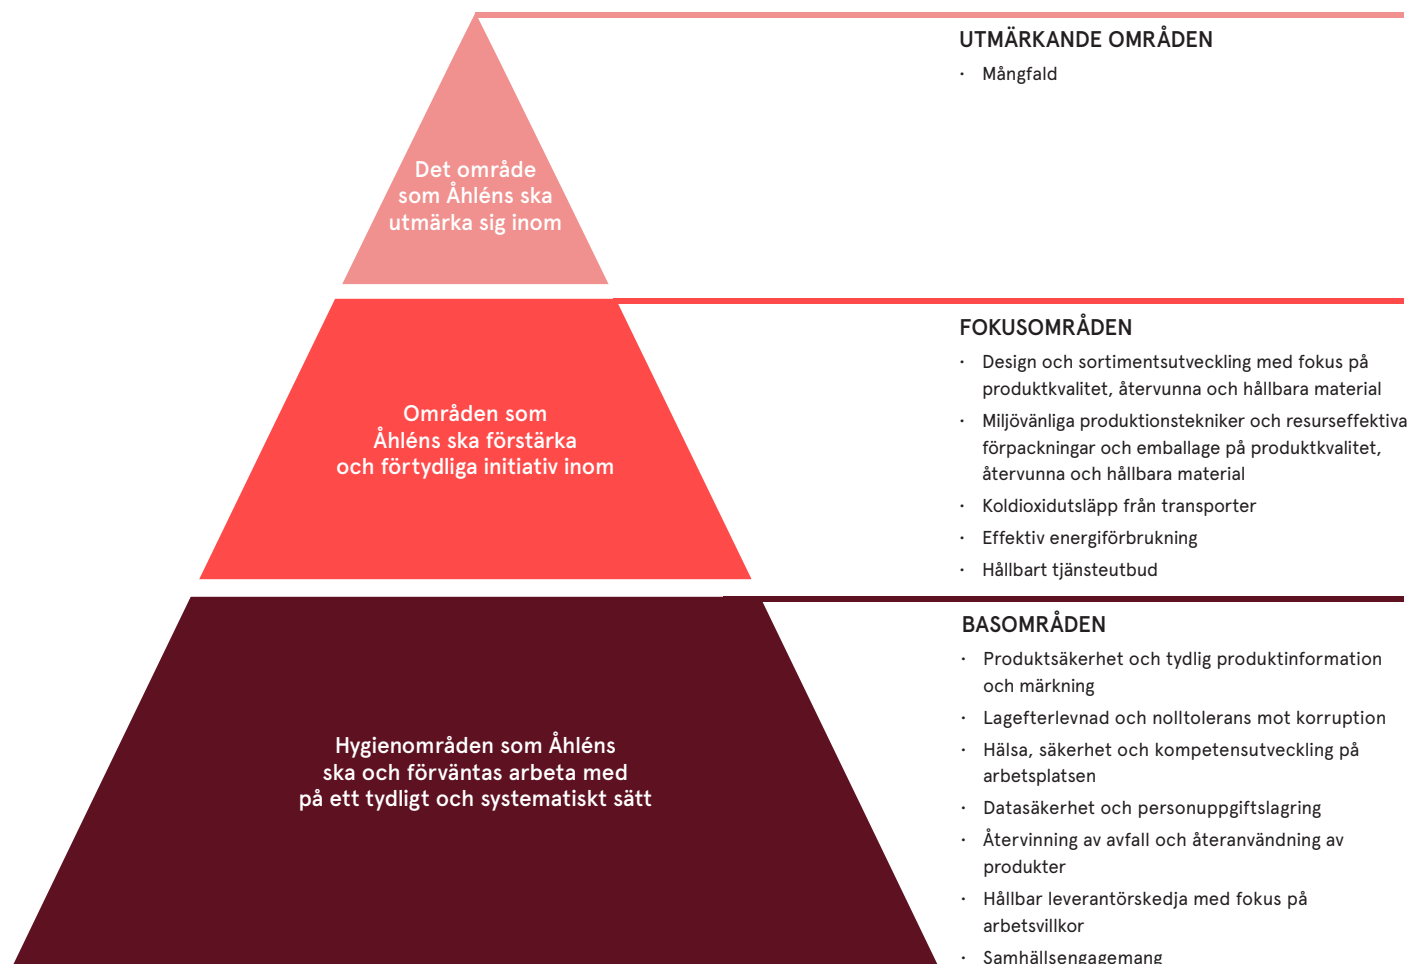 UTMÄRKANDE OMRÅDEN
· Mångfald
Det område
som Åhléns ska
utmärka sig inom
FOKUSOMRÅDEN
· Design och sortimentsutveckling med fokus på
produktkvalitet, återvunna och hållbara material
· Miljövänliga produktionstekniker och resurseffektiva
förpackningar och emballage på produktkvalitet,
återvunna och hållbara material
· Koldioxidutsläpp från transporter
· Effektiv energiförbrukning
· Hållbart tjänsteutbud
Områden som
Åhléns ska förstärka
och förtydliga initiativ inom
BASOMRÅDEN
· Produktsäkerhet och tydlig produktinformation
och märkning
· Lagefterlevnad och nolltolerans mot korruption
· Hälsa, säkerhet och kompetensutveckling på
arbetsplatsen
· Datasäkerhet och personuppgiftslagring
· Återvinning av avfall och återanvändning av
produkter
· Hållbar leverantörskedja med fokus på
arbetsvillkor
· Samhällsengagemang
Hygienområden som Åhléns
ska och förväntas arbeta med
på ett tydligt och systematiskt sätt